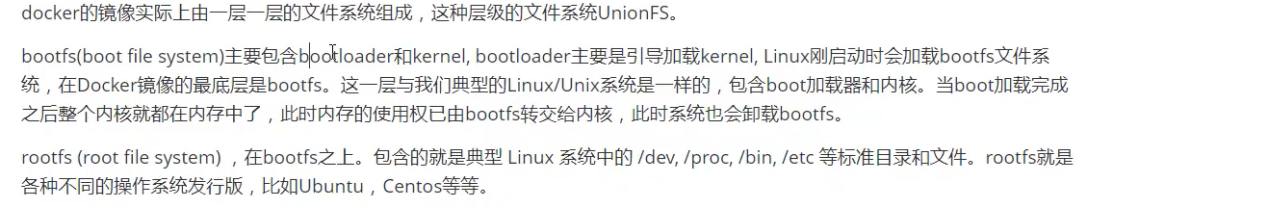 docker的镜像实际上由一层一层的文件系统组成，这种层级的文件系统UnionFS。
bootfs(boot file system)主要包含bootloader和kernel, bootloader主要是引导加载kernel, Linux刚启动时会加载bootfs文件系
统，在Docker镜像的最底层是bootfs。这一层与我们典型的Linux/Unix系统是一样的，包含boot加载器和内核。当boot加载完成
之后整个内核就都在内存中了，此时内存的使用权已由bootfs转交给内核，此时系统也会卸载bootfs。
rootfs (root file system) ，在bootfs之上。包含的就是典型 Linux 系统中的 /dev, /proc, /bin, /etc 等标准目录和文件。rootfs就是
各种不同的操作系统发行版，比如Ubuntu，Centos等等。